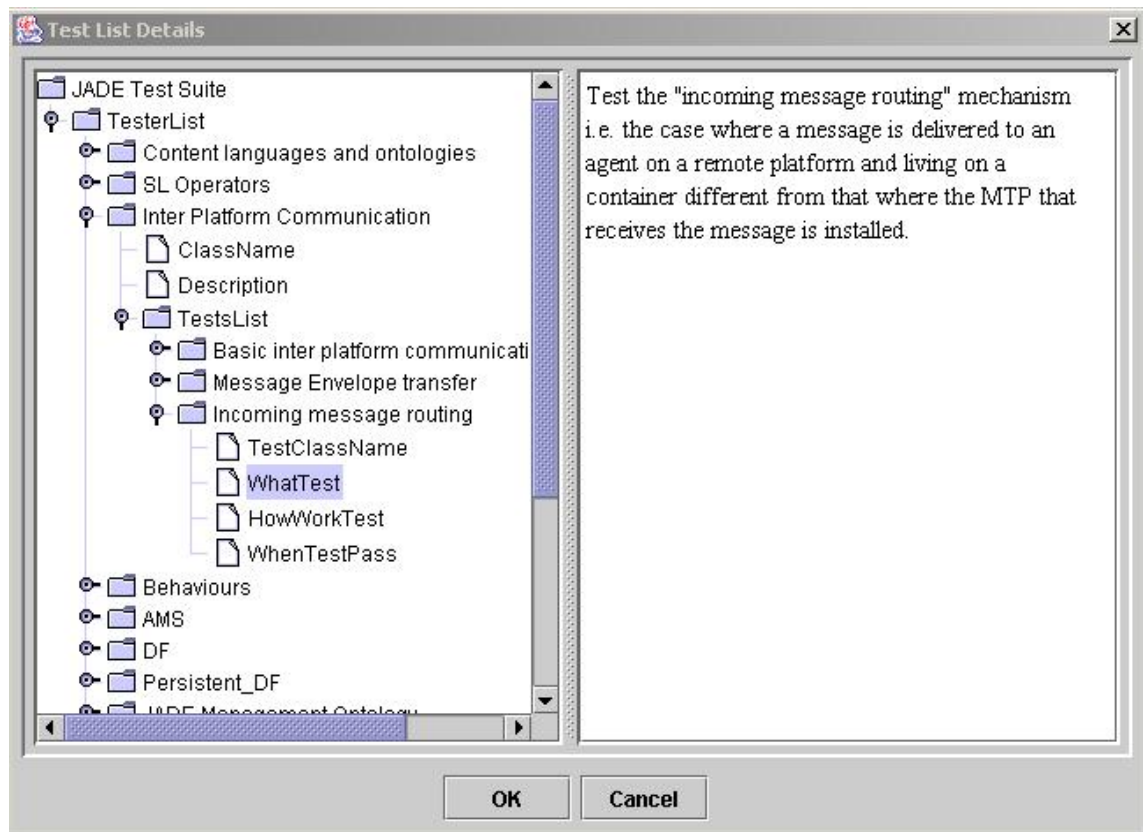 Test List Details
JADE Test Suite
TesterList
Content languages and ontologies
SL Operators
Inter Platform Communication
ClassName
Description
TestsList
Basic inter platform communicati
Message Envelope transfer
Incoming message routing
TestClassName
WhatTest
HowWorkTest
WhenTestPass
Behaviours
AMS
DF
Persistent_DF
JADE Management Ontology
Test the "incoming message routing" mechanism
i.e. the case where a message is delivered to an
agent on a remote platform and living on a
container different from that where the MTP that
receives the message is installed.
OK
Cancel